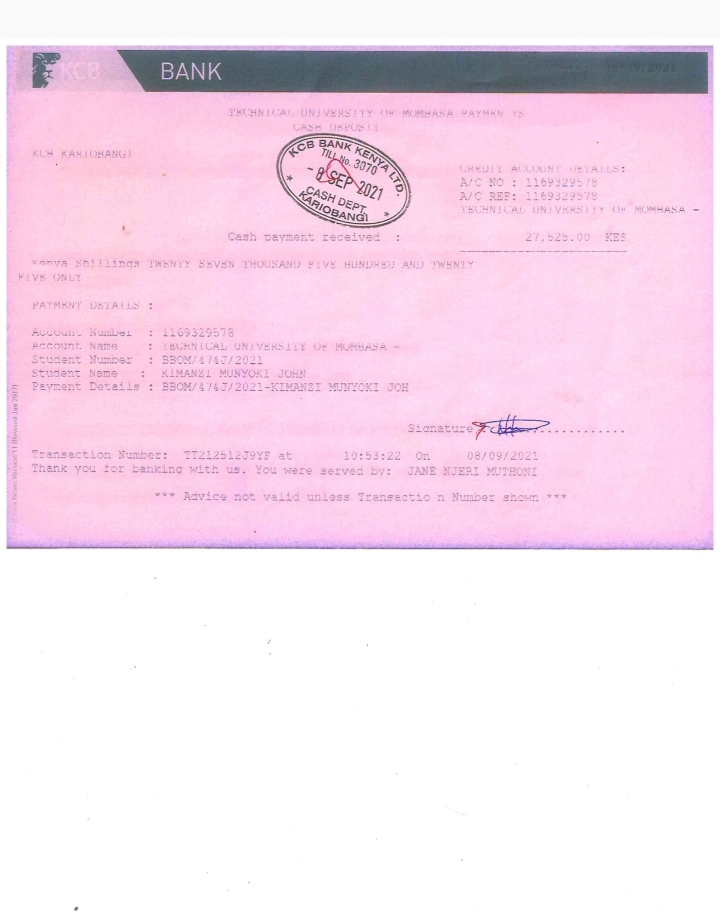 KCB BANK
TECHNICAL UNIVERSITY OF MOMBASA PAYMEN TS
CASH DEPOSIT
KCB KARIOBANGI
KCB BANK KENYA LTD.
TILL No. 3070
- 8 SEP 2021
CASH DEPT.
KARIOBANGI
CREDIT ACCOUNT DETAILS:
A/C NO : 1169329578
A/C REF: 1169329578
TECHNICAL UNIVERSITY OF MOMBASA -
Cash payment received : 27,525.00 KES
Kenya Shillings TWENTY SEVEN THOUSAND FIVE HUNDRED AND TWENTY
FIVE ONLY
PAYMENT DETAILS :
Account Number : 1169329578
Account Name : TECHNICAL UNIVERSITY OF MOMBASA -
Student Number : BBOM/4747/2021
Student Name : KIMANZI MUNYOKI JOHN
Payment Details : BBOM/4747/2021-KIMANZI MUNYOKI JOH
Signature:..................
Transaction Number: TT212512J9YF at 10:53:22 On 08/09/2021
Thank you for banking with us. You were served by: JANE NJERI MUTHONI
*** Advice not valid unless Transactio n Number shown ***